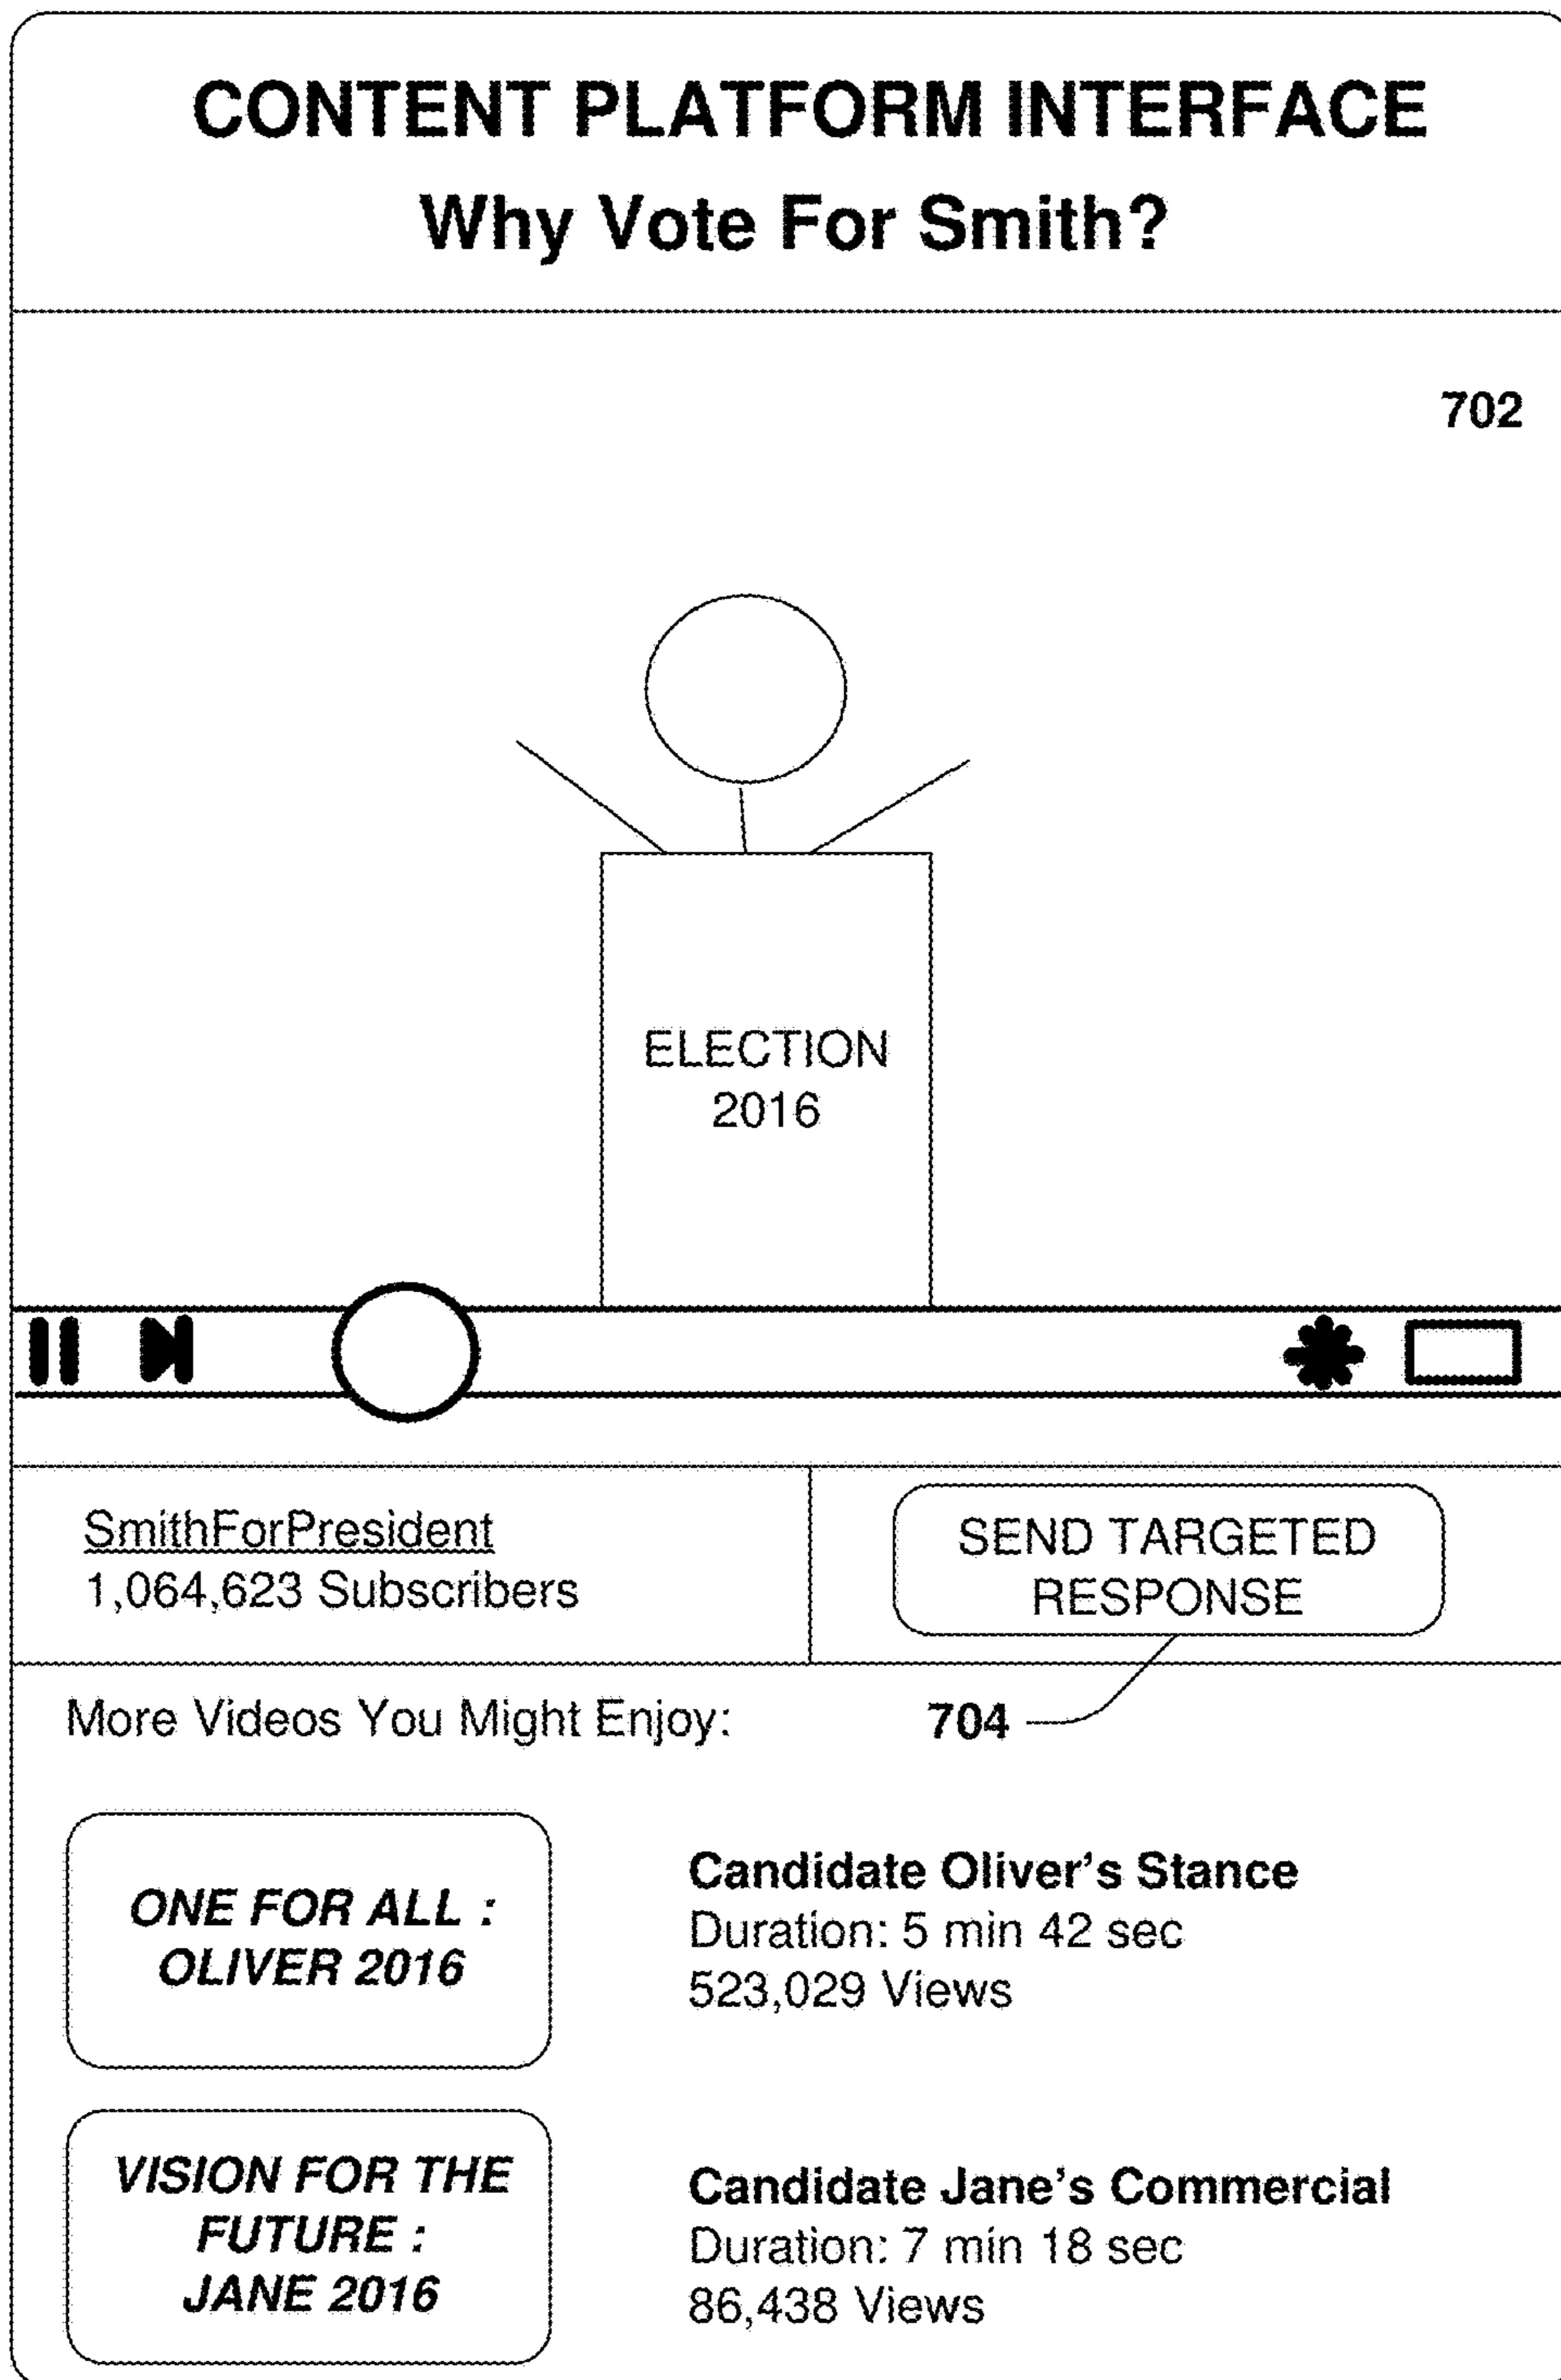 CONTENT PLATFORM INTERFACE
Why Vote For Smith?
702
ELECTION
2016
SmithForPresident
1,064,623 Subscribers
SEND TARGETED
RESPONSE
More Videos You Might Enjoy:
704
ONE FOR ALL :
OLIVER 2016
Candidate Oliver's Stance
Duration: 5 min 42 sec
523,029 Views
VISION FOR THE
FUTURE :
JANE 2016
Candidate Jane's Commercial
Duration: 7 min 18 sec
86,438 Views